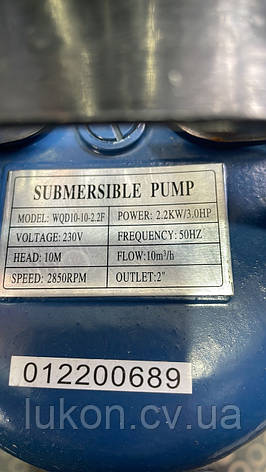 SUBMERSIBLE PUMP
MODEL: WQD10-10-2.2F POWER: 2.2KW/3.0HP
VOLTAGE: 230V FREQUENCY: 50HZ
HEAD: 10M FLOW: 10m³/h
SPEED: 2850RPM OUTLET: 2"
012200689
lukon.cv.ua